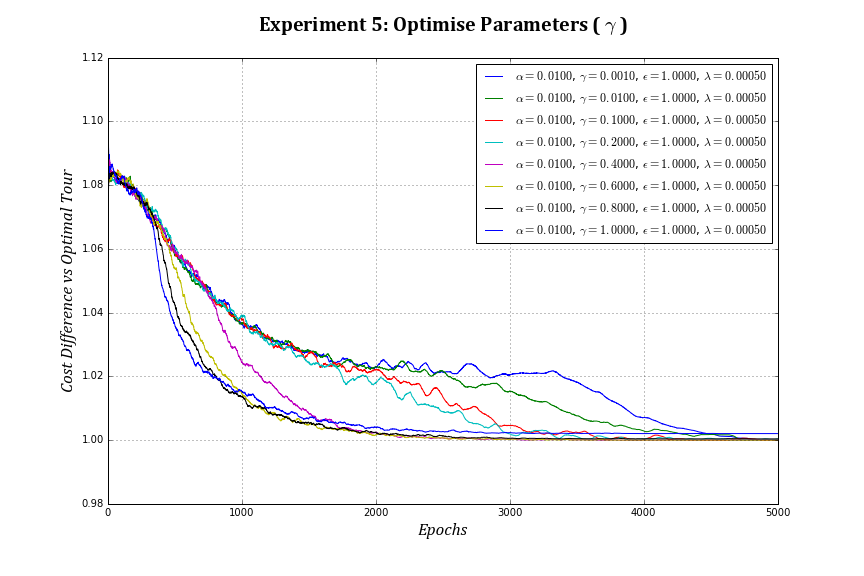 Experiment 5: Optimise Parameters ( γ )
1.12
1.10
1.08
1.06
1.04
1.02
1.00
0.98
Cost Difference vs Optimal Tour
α = 0.0100, γ = 0.0010, ϵ = 1.0000, λ = 0.00050
α = 0.0100, γ = 0.0100, ϵ = 1.0000, λ = 0.00050
α = 0.0100, γ = 0.1000, ϵ = 1.0000, λ = 0.00050
α = 0.0100, γ = 0.2000, ϵ = 1.0000, λ = 0.00050
α = 0.0100, γ = 0.4000, ϵ = 1.0000, λ = 0.00050
α = 0.0100, γ = 0.6000, ϵ = 1.0000, λ = 0.00050
α = 0.0100, γ = 0.8000, ϵ = 1.0000, λ = 0.00050
α = 0.0100, γ = 1.0000, ϵ = 1.0000, λ = 0.00050
0 1000 2000 3000 4000 5000
Epochs